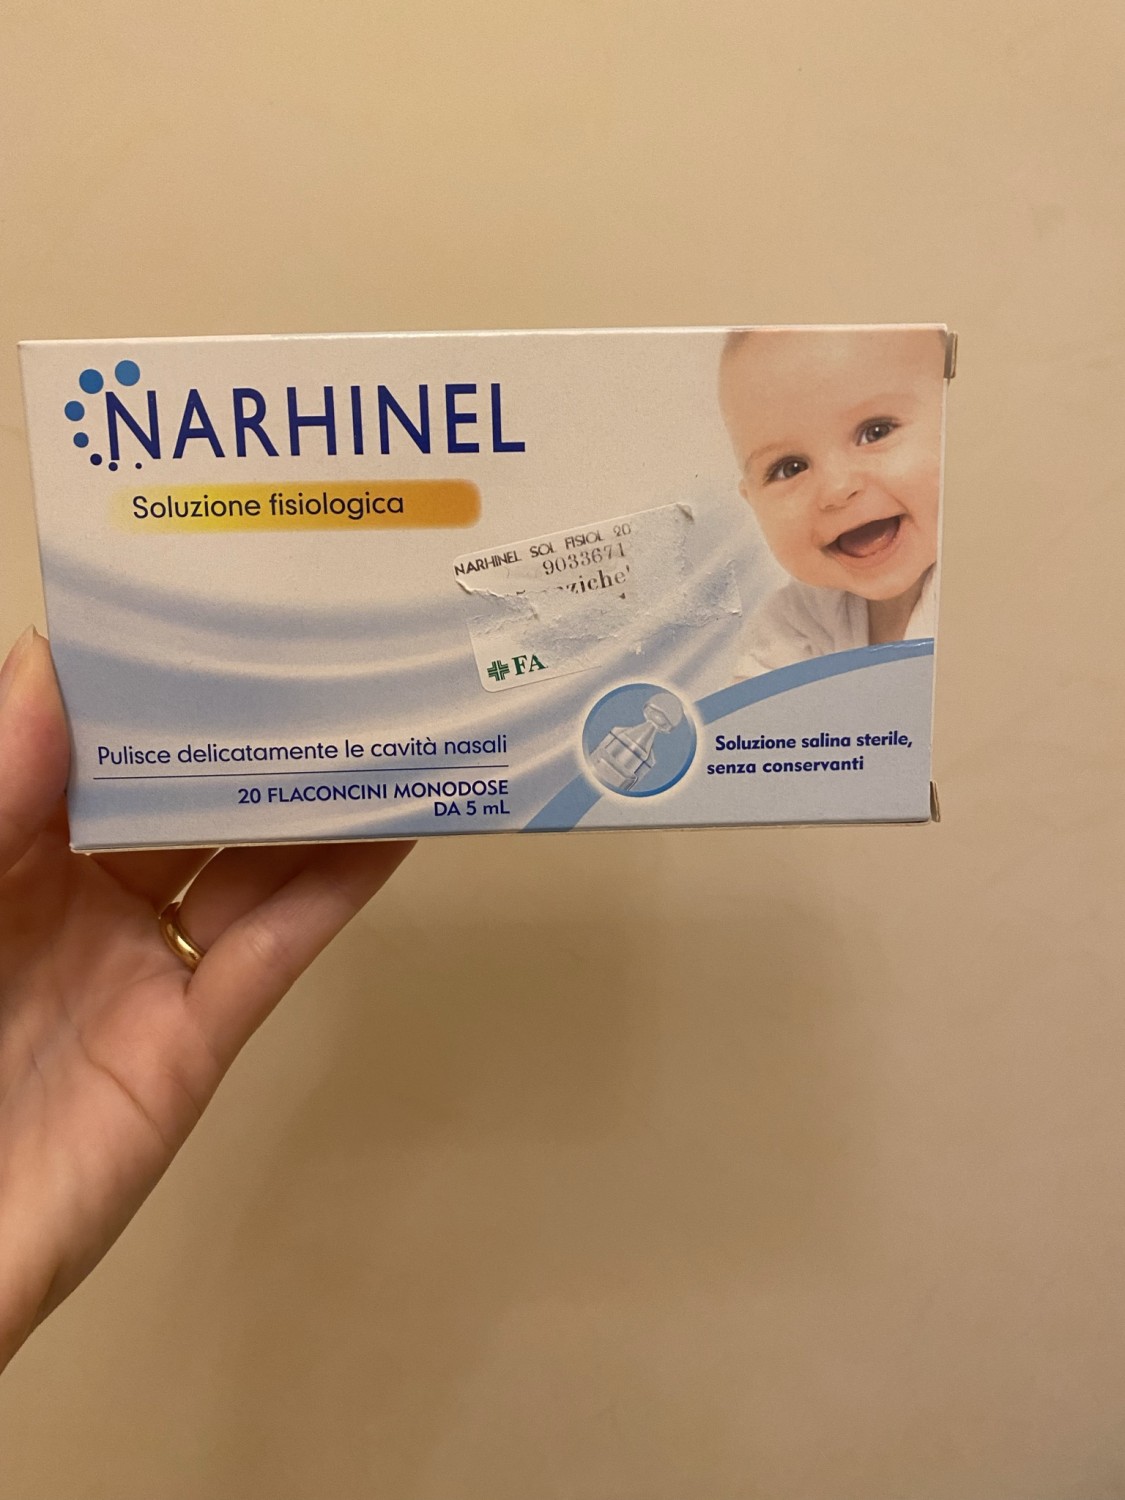 NARHINEL
Soluzione fisiologica
NARHINEL SOL FISIOL 20
9033671
FA
Pulisce delicatamente le cavità nasali
20 FLACONCINI MONODOSE
DA 5 mL
Soluzione salina sterile,
senza conservanti